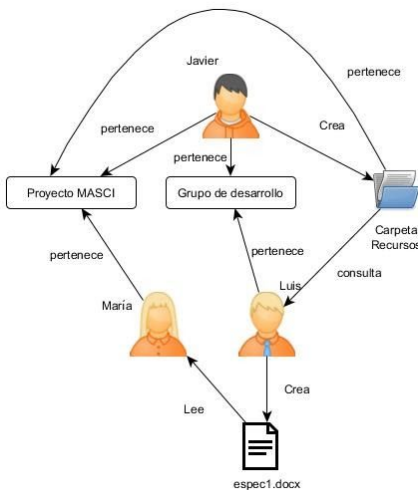 Javier
pertenece
pertenece
Crea
pertenece
Proyecto MASCI
Grupo de desarrollo
Carpeta
Recursos
pertenece
pertenece
consulta
Luis
María
Crea
Lee
espec1.docx